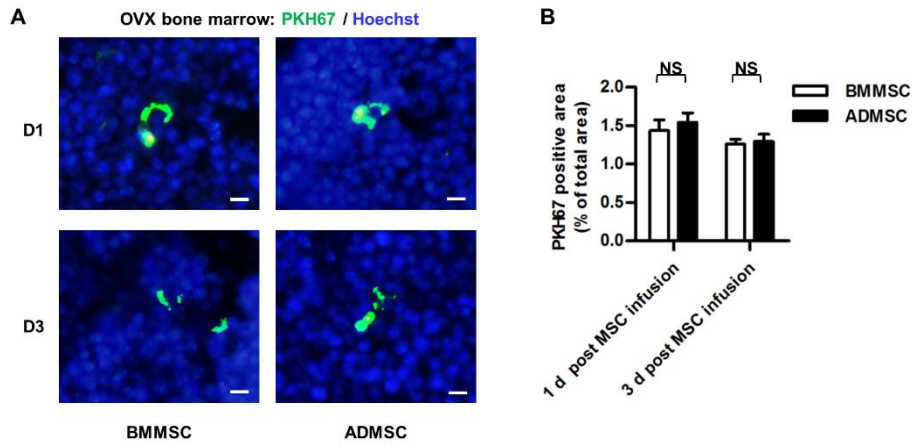 A
OVX bone marrow: PKH67 / Hoechst
D1
D3
BMMSC
ADMSC
B
NS
NS
BMMSC
ADMSC
PKH67 positive area
(% of total area)
2.0
1.5
1.0
0.5
0.0
1 d post MSC infusion
3 d post MSC infusion